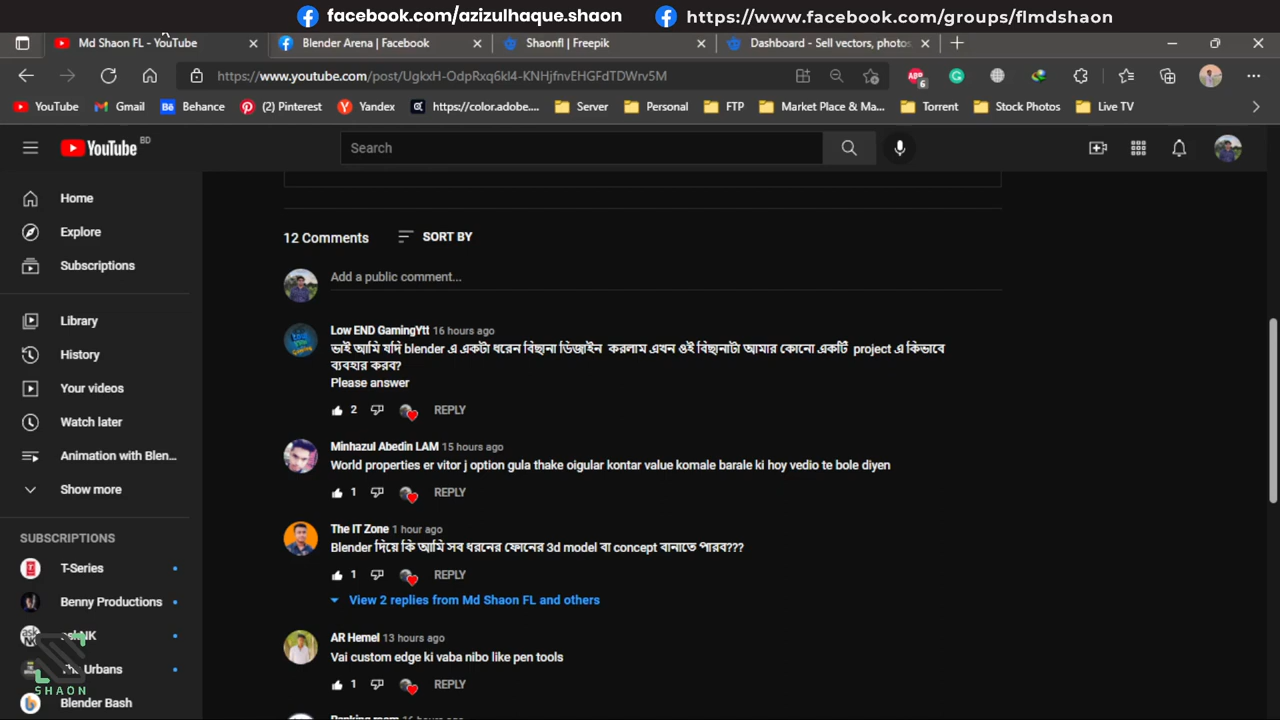 facebook.com/azizulhaque.shaon https://www.facebook.com/groups/flmdshaon
Md Shaon FL - YouTube Blender Arena | Facebook Shaonfl | Freepik Dashboard - Sell vectors, photos,
https://www.youtube.com/post/UgkxH-OdpRxq6kl4-KNHjfnvEHGFdTDWrv5M 6
YouTube Gmail Behance (2) Pinterest Yandex https://color.adobe.... Server Personal FTP Market Place & Ma... Torrent Stock Photos Live TV
YouTube BD Search
Home
Explore
Subscriptions
Library
History
Your videos
Watch later
Animation with Blen...
Show more
SUBSCRIPTIONS
T-Series
Benny Productions
askNK
The Urbans
Blender Bash
SHAON
12 Comments SORT BY
Add a public comment...
Low END GamingYtt 16 hours ago
ভাই আমি যদি blender এ একটা ধরেন বিছানা ডিজাইন করলাম এখন ওই বিছানাটা আমার কোনো একটি project এ কিভাবে
ব্যবহার করব?
Please answer
2 REPLY
Minhazul Abedin LAM 15 hours ago
World properties er vitor j option gula thake oigular kontar value komale barale ki hoy vedio te bole diyen
1 REPLY
The IT Zone 1 hour ago
Blender দিয়ে কি আমি সব ধরনের ফোনের 3d model বা concept বানাতে পারব???
1 REPLY
View 2 replies from Md Shaon FL and others
AR Hemel 13 hours ago
Vai custom edge ki vaba nibo like pen tools
1 REPLY